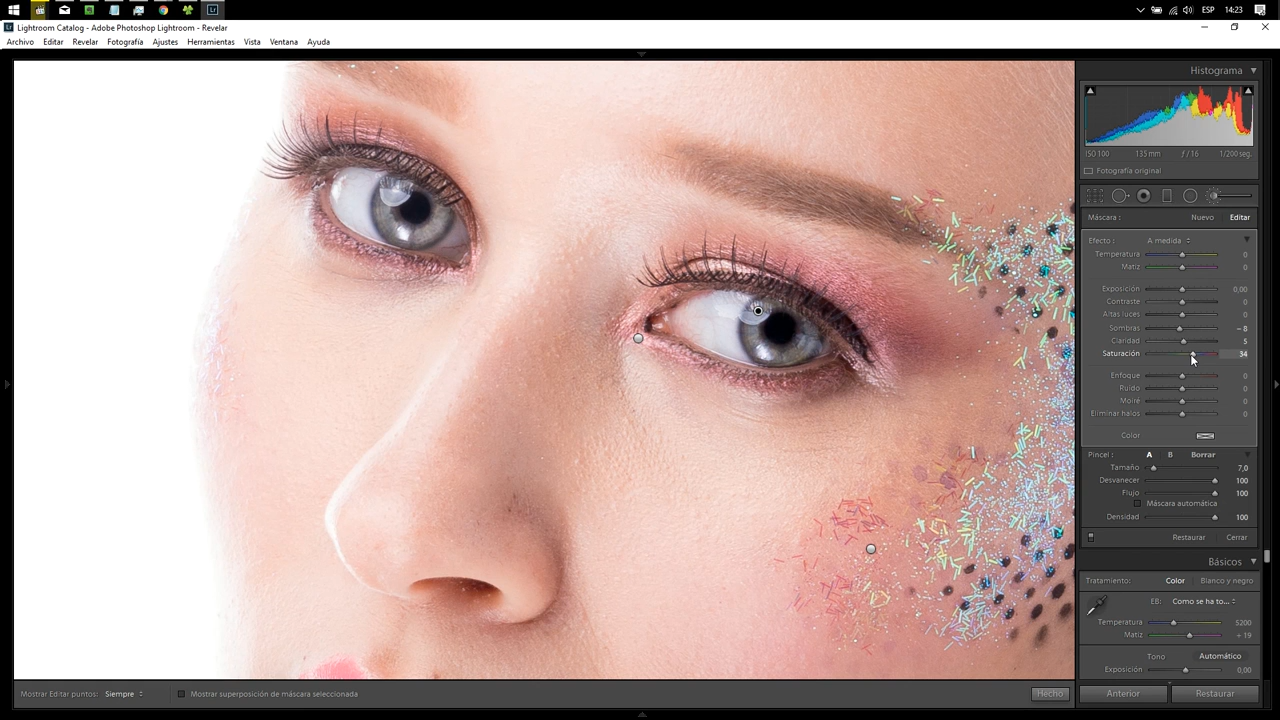 ESP 14:23
Lightroom Catalog - Adobe Photoshop Lightroom - Revelar
Archivo Editar Revelar Fotografía Ajustes Herramientas Vista Ventana Ayuda
Histograma
ISO 100 135 mm ƒ / 16 1/200 seg.
Fotografía original
Máscara : Nuevo Editar
Efecto : A medida
Temperatura 0
Matiz 0
Exposición 0,00
Contraste 0
Altas luces 0
Sombras – 8
Claridad 5
Saturación 34
Enfoque 0
Ruido 0
Moiré 0
Eliminar halos 0
Color
Pincel : A B Borrar
Tamaño 7,0
Desvanecer 100
Flujo 100
Máscara automática
Densidad 100
Restaurar Cerrar
Básicos
Tratamiento: Color Blanco y negro
EB: Como se ha to...
Temperatura 5200
Matiz + 19
Tono Automático
Exposición 0,00
Mostrar Editar puntos: Siempre Mostrar superposición de máscara seleccionada Hecho
Anterior Restaurar